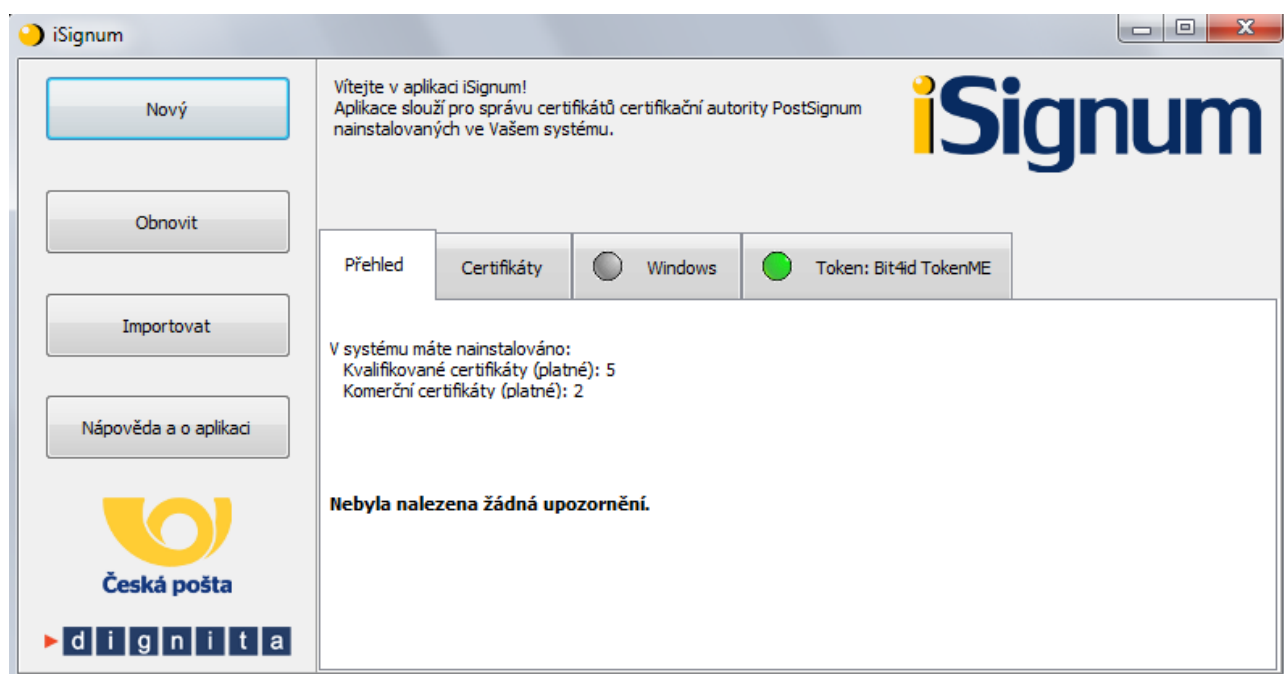 iSignum
Nový
Obnovit
Importovat
Nápověda a o aplikaci
Česká pošta
dignita
Vítejte v aplikaci iSignum!
Aplikace slouží pro správu certifikátů certifikační autority PostSignum
nainstalovaných ve Vašem systému.
iSignum
Přehled
Certifikáty
Windows
Token: Bit4id TokenME
V systému máte nainstalováno:
Kvalifikované certifikáty (platné): 5
Komerční certifikáty (platné): 2
Nebyla nalezena žádná upozornění.